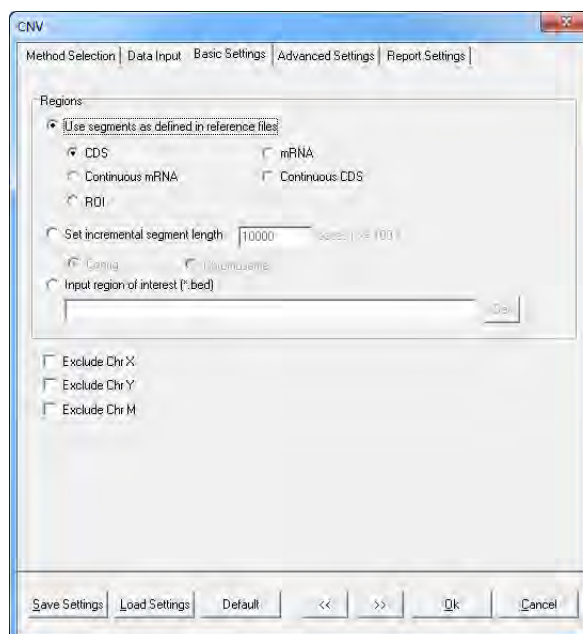 CNV
Method Selection Data Input Basic Settings Advanced Settings Report Settings
Regions
Use segments as defined in reference files
CDS mRNA
Continuous mRNA Continuous CDS
ROI
Set incremental segment length 10000
Contig Chromosome
Input region of interest (*.bed)
Exclude Chr X
Exclude Chr Y
Exclude Chr M
Save Settings Load Settings Default << >> Ok Cancel